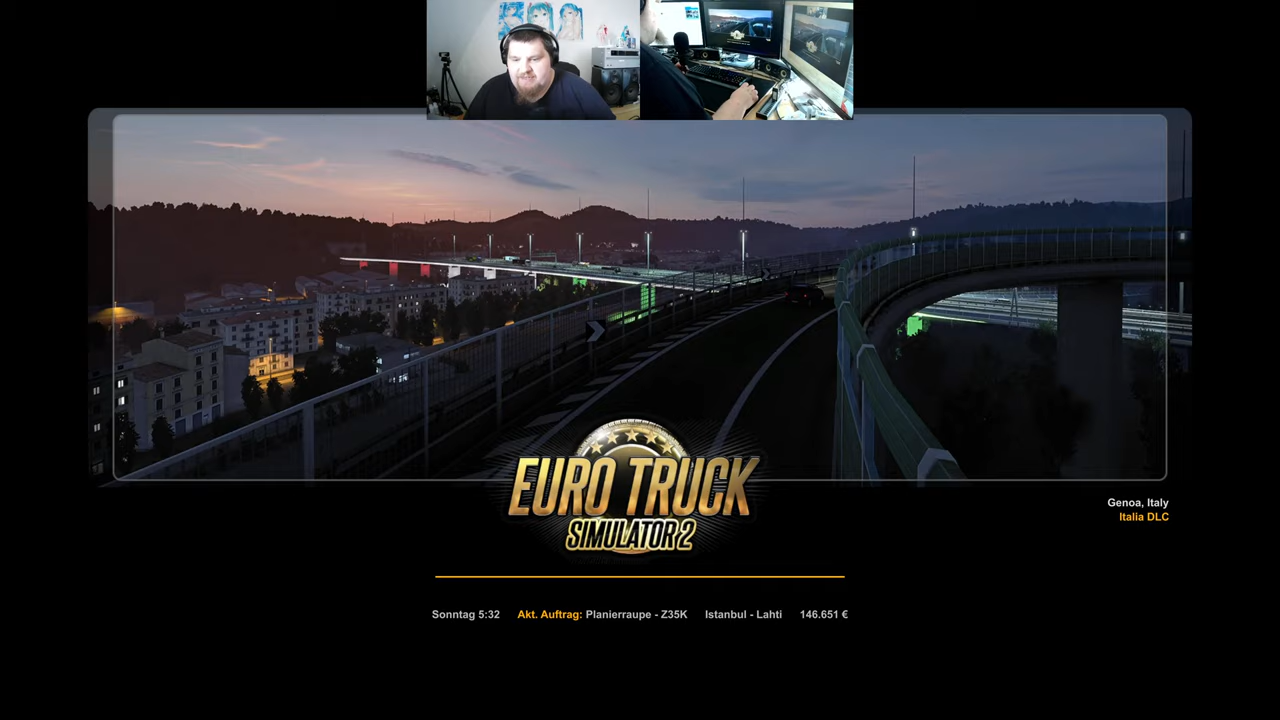 EURO TRUCK
SIMULATOR 2
Genoa, Italy
Italia DLC
Sonntag 5:32 Akt. Auftrag: Planierraupe - Z35K Istanbul - Lahti 146.651 €